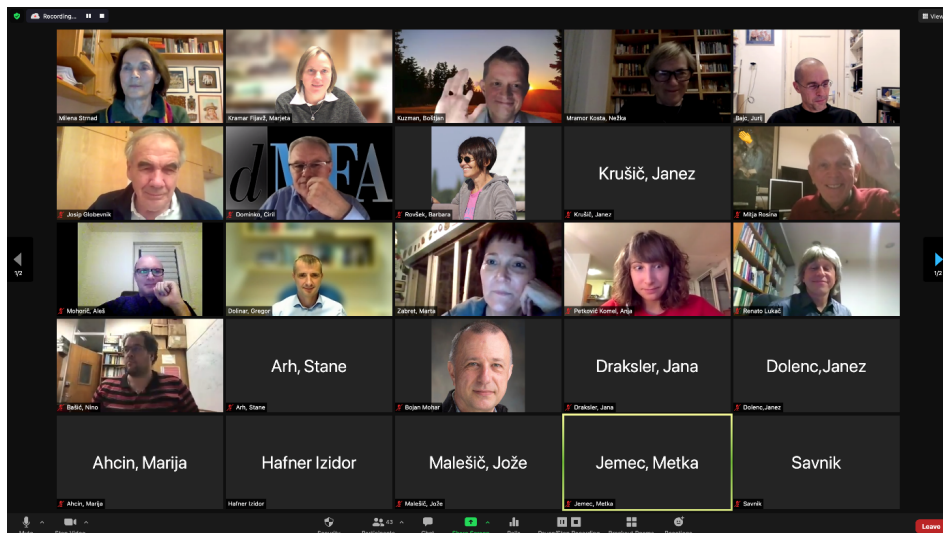 Recording...
View
Milena Strnad
Kramar Fijavž, Marjeta
6
Kuzman, Boštjan
Mramor Kosta, Nežka
Bajc, Jurij
dMFA
Josip Globevnik
Dominko, Ciril
Rovšek, Barbara
Krušič, Janez
Krušič, Janez
Mitja Rosina
1/2
1/2
Mohorič, Aleš
Dolinar, Gregor
Zabret, Marta
Petković Komel, Anja
Renato Lukač
Arh, Stane
Draksler, Jana
Dolenc,Janez
Bašić, Nino
Arh, Stane
Bojan Mohar
Draksler, Jana
Dolenc,Janez
Ahcin, Marija
Hafner Izidor
Malešič, Jože
Jemec, Metka
Savnik
Ahcin, Marija
Hafner Izidor
Malešič, Jože
Jemec, Metka
Savnik
43
Leave